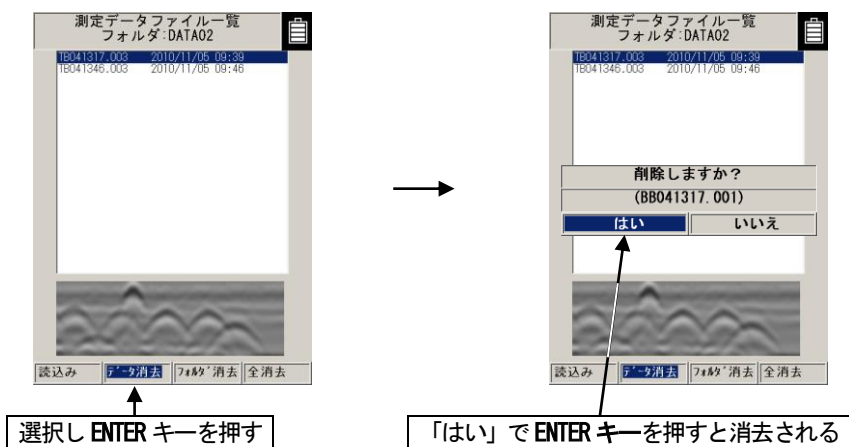 測定データファイル一覧
フォルダ:DATA02
TB041317.003 2010/11/05 09:39
TB041346.003 2010/11/05 09:46
読込み ﾃﾞｰﾀ消去 ﾌｫﾙﾀﾞ消去 全消去
選択し ENTER キーを押す
測定データファイル一覧
フォルダ:DATA02
TB041317.003 2010/11/05 09:39
TB041346.003 2010/11/05 09:46
削除しますか？
(BB041317.001)
はい いいえ
読込み ﾃﾞｰﾀ消去 ﾌｫﾙﾀﾞ消去 全消去
「はい」で ENTER キーを押すと消去される